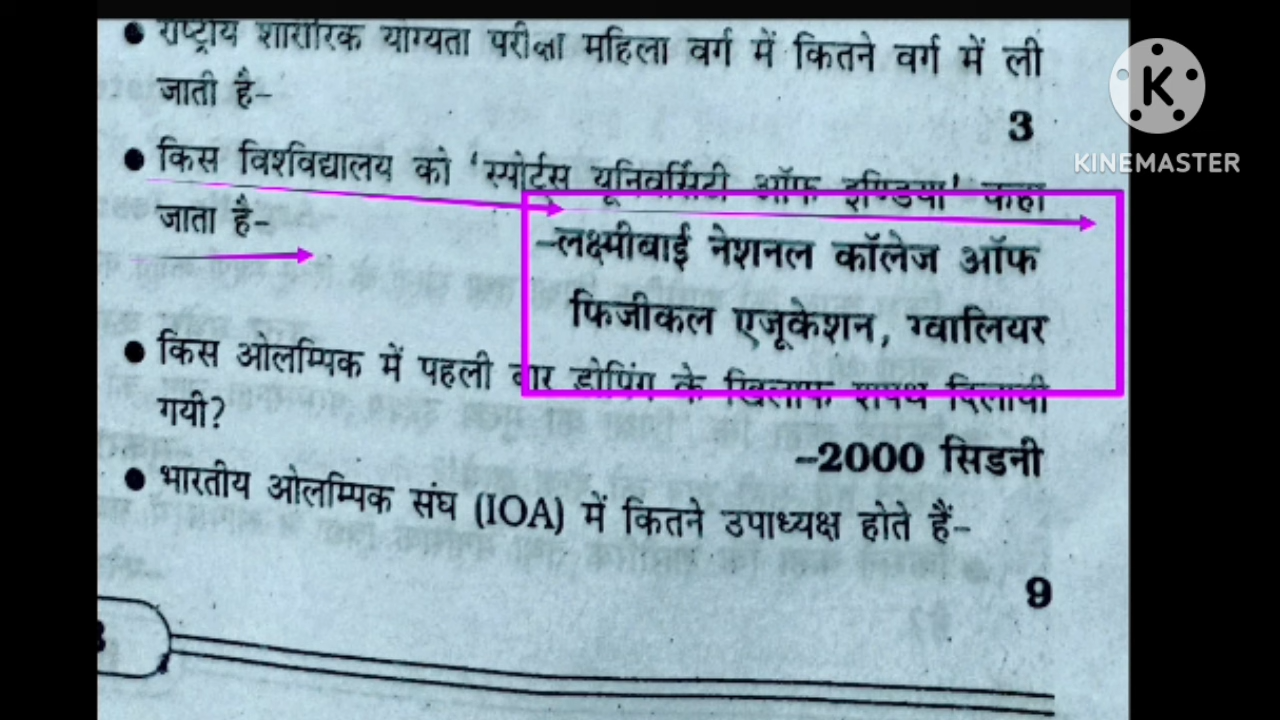 • राष्ट्रीय शारीरिक योग्यता परीक्षा महिला वर्ग में कितने वर्ग में ली
जाती है-
3
• किस विश्वविद्यालय को 'स्पोर्ट्स यूनिवर्सिटी ऑफ इण्डिया' कहा
जाता है-
-लक्ष्मीबाई नेशनल कॉलेज ऑफ
फिजीकल एजूकेशन, ग्वालियर
• किस ओलम्पिक में पहली बार डोपिंग के खिलाफ शपथ दिलायी
गयी?
-2000 सिडनी
• भारतीय ओलम्पिक संघ (IOA) में कितने उपाध्यक्ष होते हैं-
9
K
KINEMASTER